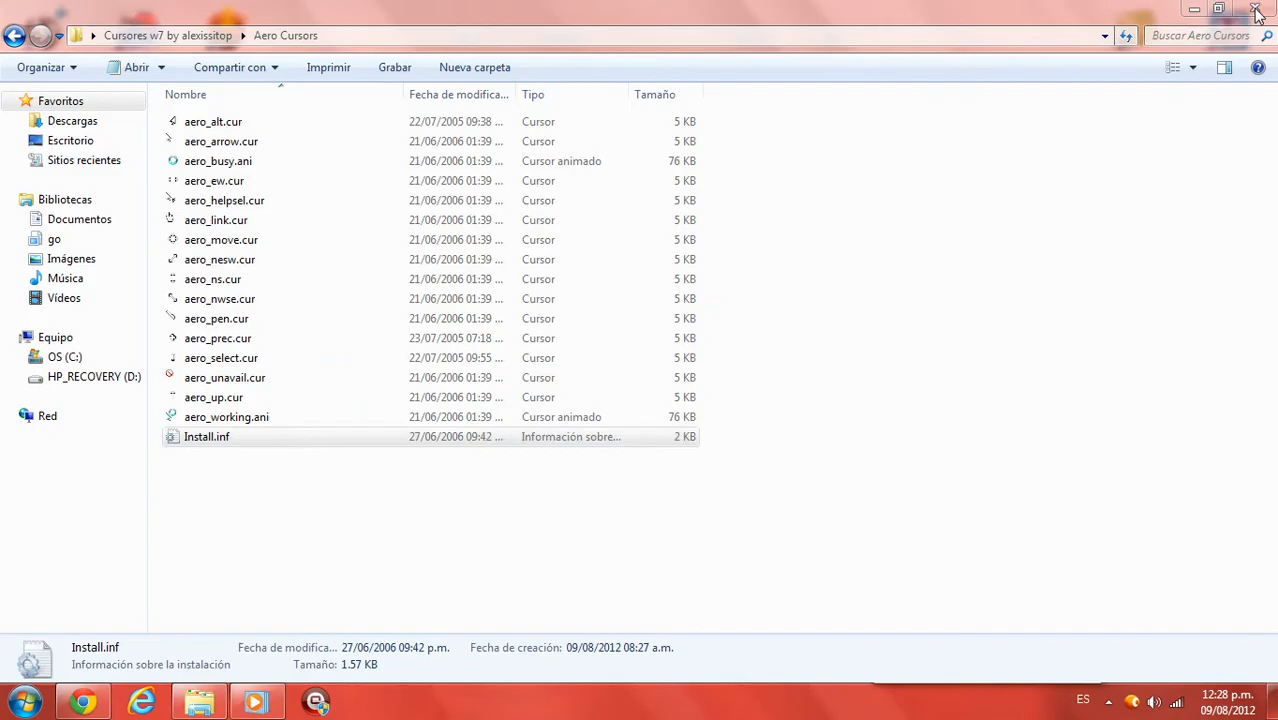 Cursores w7 by alexissitop Aero Cursors Buscar Aero Cursors
Organizar Abrir Compartir con Imprimir Grabar Nueva carpeta
Nombre Fecha de modifica... Tipo Tamaño
Favoritos
Descargas
Escritorio
Sitios recientes
Bibliotecas
Documentos
go
Imágenes
Música
Vídeos
Equipo
OS (C:)
HP_RECOVERY (D:)
Red
aero_alt.cur 22/07/2005 09:38 ... Cursor 5 KB
aero_arrow.cur 21/06/2006 01:39 ... Cursor 5 KB
aero_busy.ani 21/06/2006 01:39 ... Cursor animado 76 KB
aero_ew.cur 21/06/2006 01:39 ... Cursor 5 KB
aero_helpsel.cur 21/06/2006 01:39 ... Cursor 5 KB
aero_link.cur 21/06/2006 01:39 ... Cursor 5 KB
aero_move.cur 21/06/2006 01:39 ... Cursor 5 KB
aero_nesw.cur 21/06/2006 01:39 ... Cursor 5 KB
aero_ns.cur 21/06/2006 01:39 ... Cursor 5 KB
aero_nwse.cur 21/06/2006 01:39 ... Cursor 5 KB
aero_pen.cur 21/06/2006 01:39 ... Cursor 5 KB
aero_prec.cur 23/07/2005 07:18 ... Cursor 5 KB
aero_select.cur 22/07/2005 09:55 ... Cursor 5 KB
aero_unavail.cur 21/06/2006 01:39 ... Cursor 5 KB
aero_up.cur 21/06/2006 01:39 ... Cursor 5 KB
aero_working.ani 21/06/2006 01:39 ... Cursor animado 76 KB
Install.inf 27/06/2006 09:42 ... Información sobre... 2 KB
Install.inf Fecha de modifica... 27/06/2006 09:42 p.m. Fecha de creación: 09/08/2012 08:27 a.m.
Información sobre la instalación Tamaño: 1.57 KB
ES 12:28 p.m.
09/08/2012